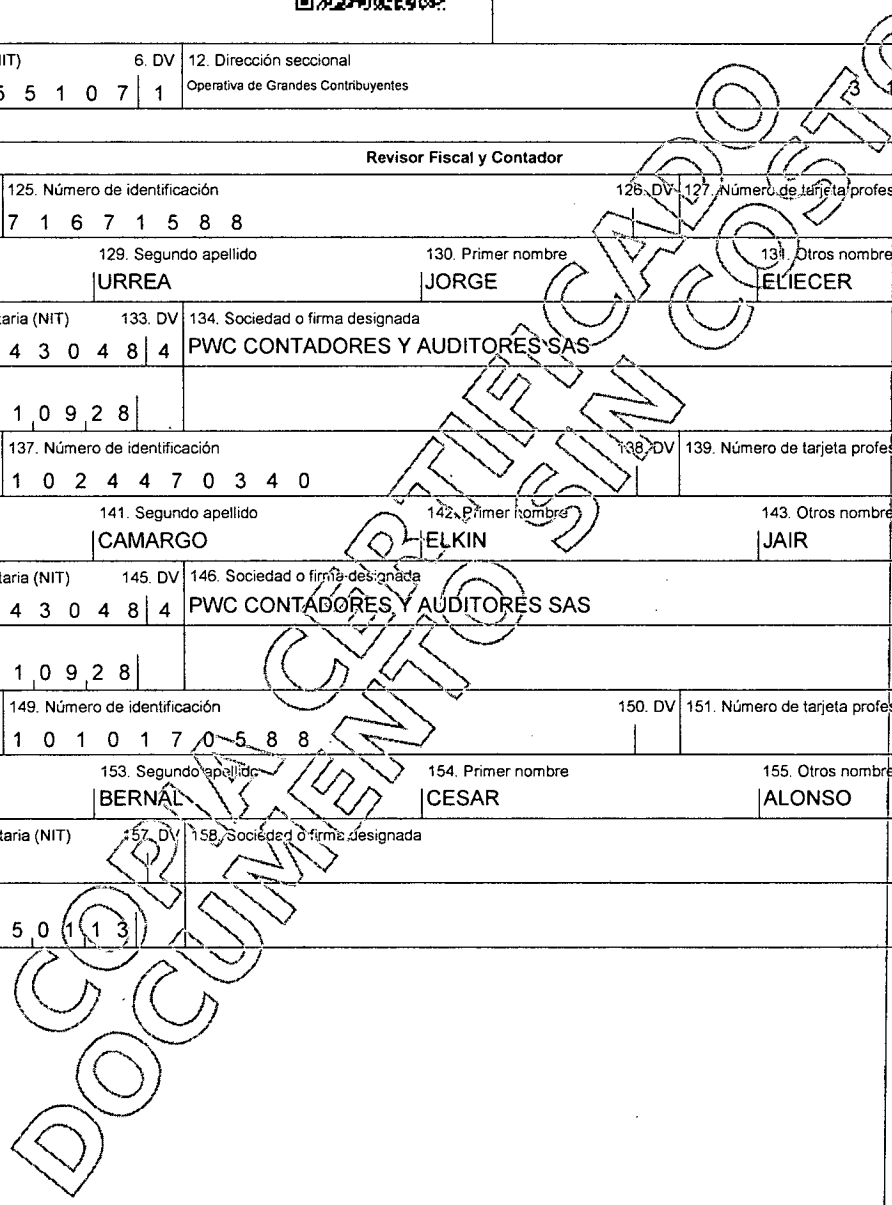 IIT) 6. DV 12. Dirección seccional
5 5 1 0 7 1 Operativa de Grandes Contribuyentes 3 1
Revisor Fiscal y Contador
125. Número de identificación 126. DV 127. Número de tarjeta profes
7 1 6 7 1 5 8 8
129. Segundo apellido 130. Primer nombre 131. Otros nombre
URREA JORGE ELIECER
taria (NIT) 133. DV 134. Sociedad o firma designada
4 3 0 4 8 4 PWC CONTADORES Y AUDITORES SAS
1 0 9 2 8
137. Número de identificación 138. DV 139. Número de tarjeta profes
1 0 2 4 4 7 0 3 4 0
141. Segundo apellido 142. Primer nombre 143. Otros nombre
CAMARGO ELKIN JAIR
taria (NIT) 145. DV 146. Sociedad o firma designada
4 3 0 4 8 4 PWC CONTADORES Y AUDITORES SAS
1 0 9 2 8
149. Número de identificación 150. DV 151. Número de tarjeta profes
1 0 1 0 1 7 0 5 8 8
153. Segundo apellido 154. Primer nombre 155. Otros nombre
BERNAL CESAR ALONSO
taria (NIT) 157. DV 158. Sociedad o firma designada
5 0 1 1 3
COPIA CERTIFICADO
DOCUMENTO SIN COSTO